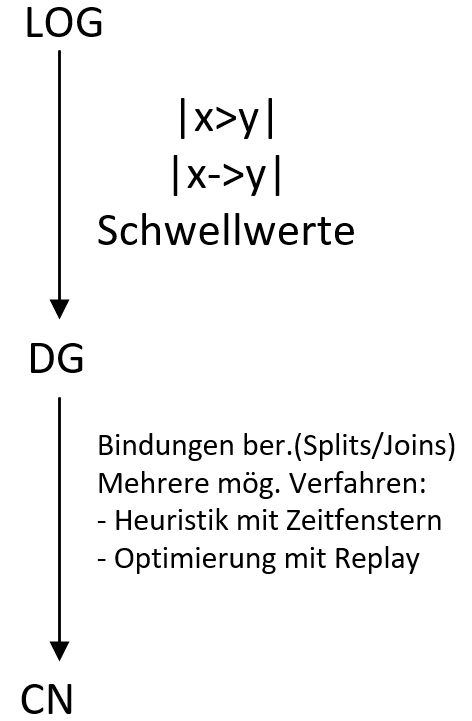 LOG
|x>y|
|x->y|
Schwellwerte
DG
Bindungen ber.(Splits/Joins)
Mehrere mög. Verfahren:
- Heuristik mit Zeitfenstern
- Optimierung mit Replay
CN